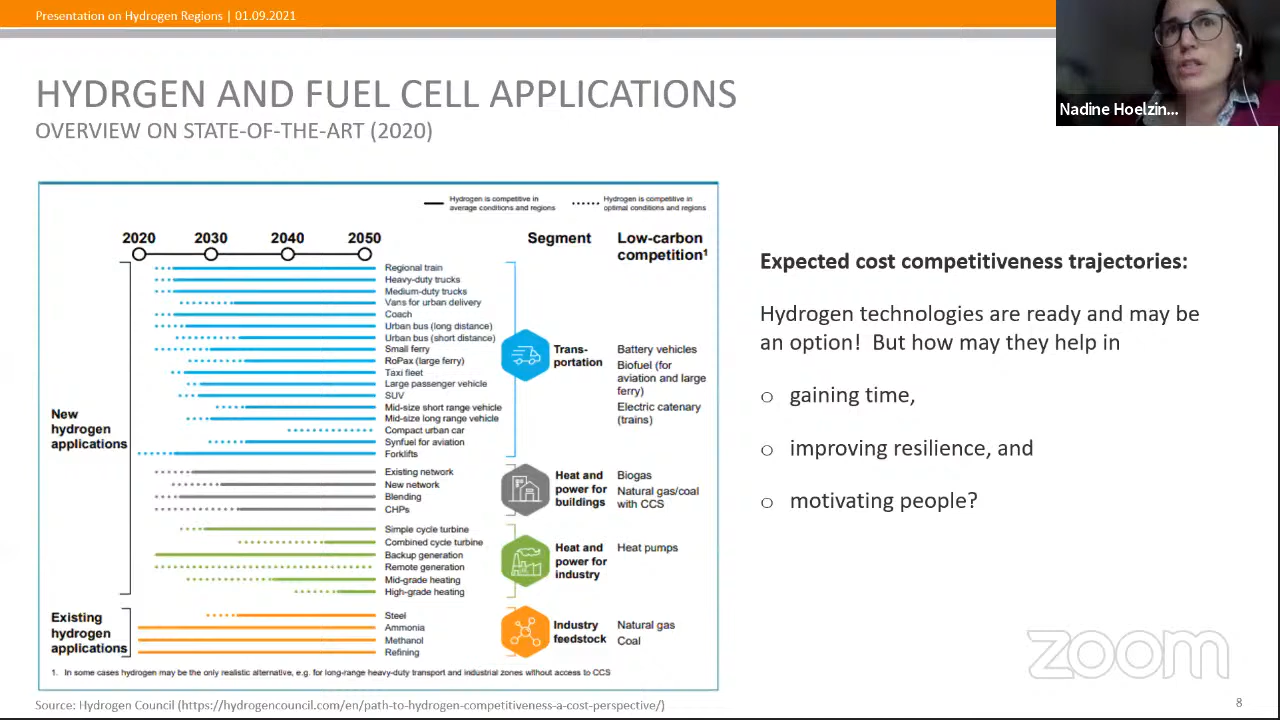 Presentation on Hydrogen Regions | 01.09.2021
Nadine Hoelzin...
HYDRGEN AND FUEL CELL APPLICATIONS
OVERVIEW ON STATE-OF-THE-ART (2020)
Hydrogen is competitive in
average conditions and regions
Hydrogen is competitive in
optimal conditions and regions
2020 2030 2040 2050
Segment
Low-carbon
competition¹
New
hydrogen
applications
Regional train
Heavy-duty trucks
Medium-duty trucks
Vans for urban delivery
Coach
Urban bus (long distance)
Urban bus (short distance)
Small ferry
RoPax (large ferry)
Taxi fleet
Large passenger vehicle
SUV
Mid-size short range vehicle
Mid-size long range vehicle
Compact urban car
Synfuel for aviation
Forklifts
Trans-
portation
Battery vehicles
Biofuel (for
aviation and large
ferry)
Electric catenary
(trains)
Existing network
New network
Blending
CHPs
Heat and
power for
buildings
Biogas
Natural gas/coal
with CCS
Simple cycle turbine
Combined cycle turbine
Backup generation
Remote generation
Mid-grade heating
High-grade heating
Heat and
power for
industry
Heat pumps
Existing
hydrogen
applications
Steel
Ammonia
Methanol
Refining
Industry
feedstock
Natural gas
Coal
1. In some cases hydrogen may be the only realistic alternative, e.g. for long-range heavy-duty transport and industrial zones without access to CCS
Expected cost competitiveness trajectories:
Hydrogen technologies are ready and may be
an option! But how may they help in
o gaining time,
o improving resilience, and
o motivating people?
zoom
Source: Hydrogen Council (https://hydrogencouncil.com/en/path-to-hydrogen-competitiveness-a-cost-perspective/)
8